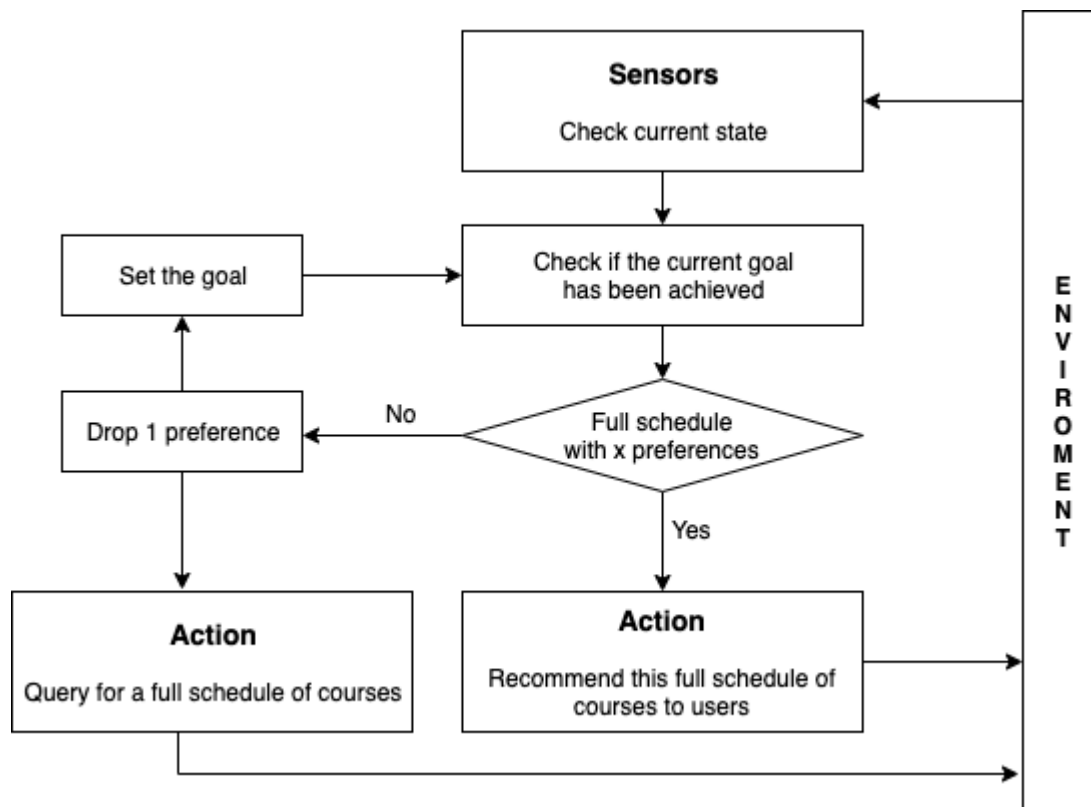 Sensors
Check current state
Set the goal
Check if the current goal
has been achieved
Drop 1 preference
No
Full schedule
with x preferences
Yes
Action
Query for a full schedule of courses
Action
Recommend this full schedule of
courses to users
E
N
V
I
R
O
M
E
N
T